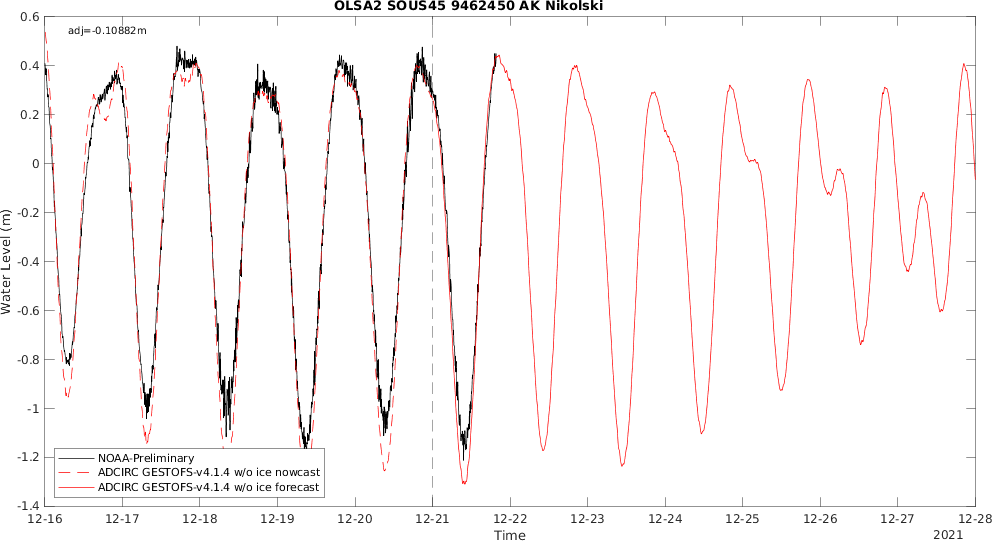 OLSA2 SOUS45 9462450 AK Nikolski
adj=-0.10882m
0.6
0.4
0.2
0
-0.2
-0.4
-0.6
-0.8
-1
-1.2
-1.4
Water Level (m)
NOAA-Preliminary
ADCIRC GESTOFS-v4.1.4 w/o ice nowcast
ADCIRC GESTOFS-v4.1.4 w/o ice forecast
12-16 12-17 12-18 12-19 12-20 12-21 12-22 12-23 12-24 12-25 12-26 12-27 12-28
Time
2021